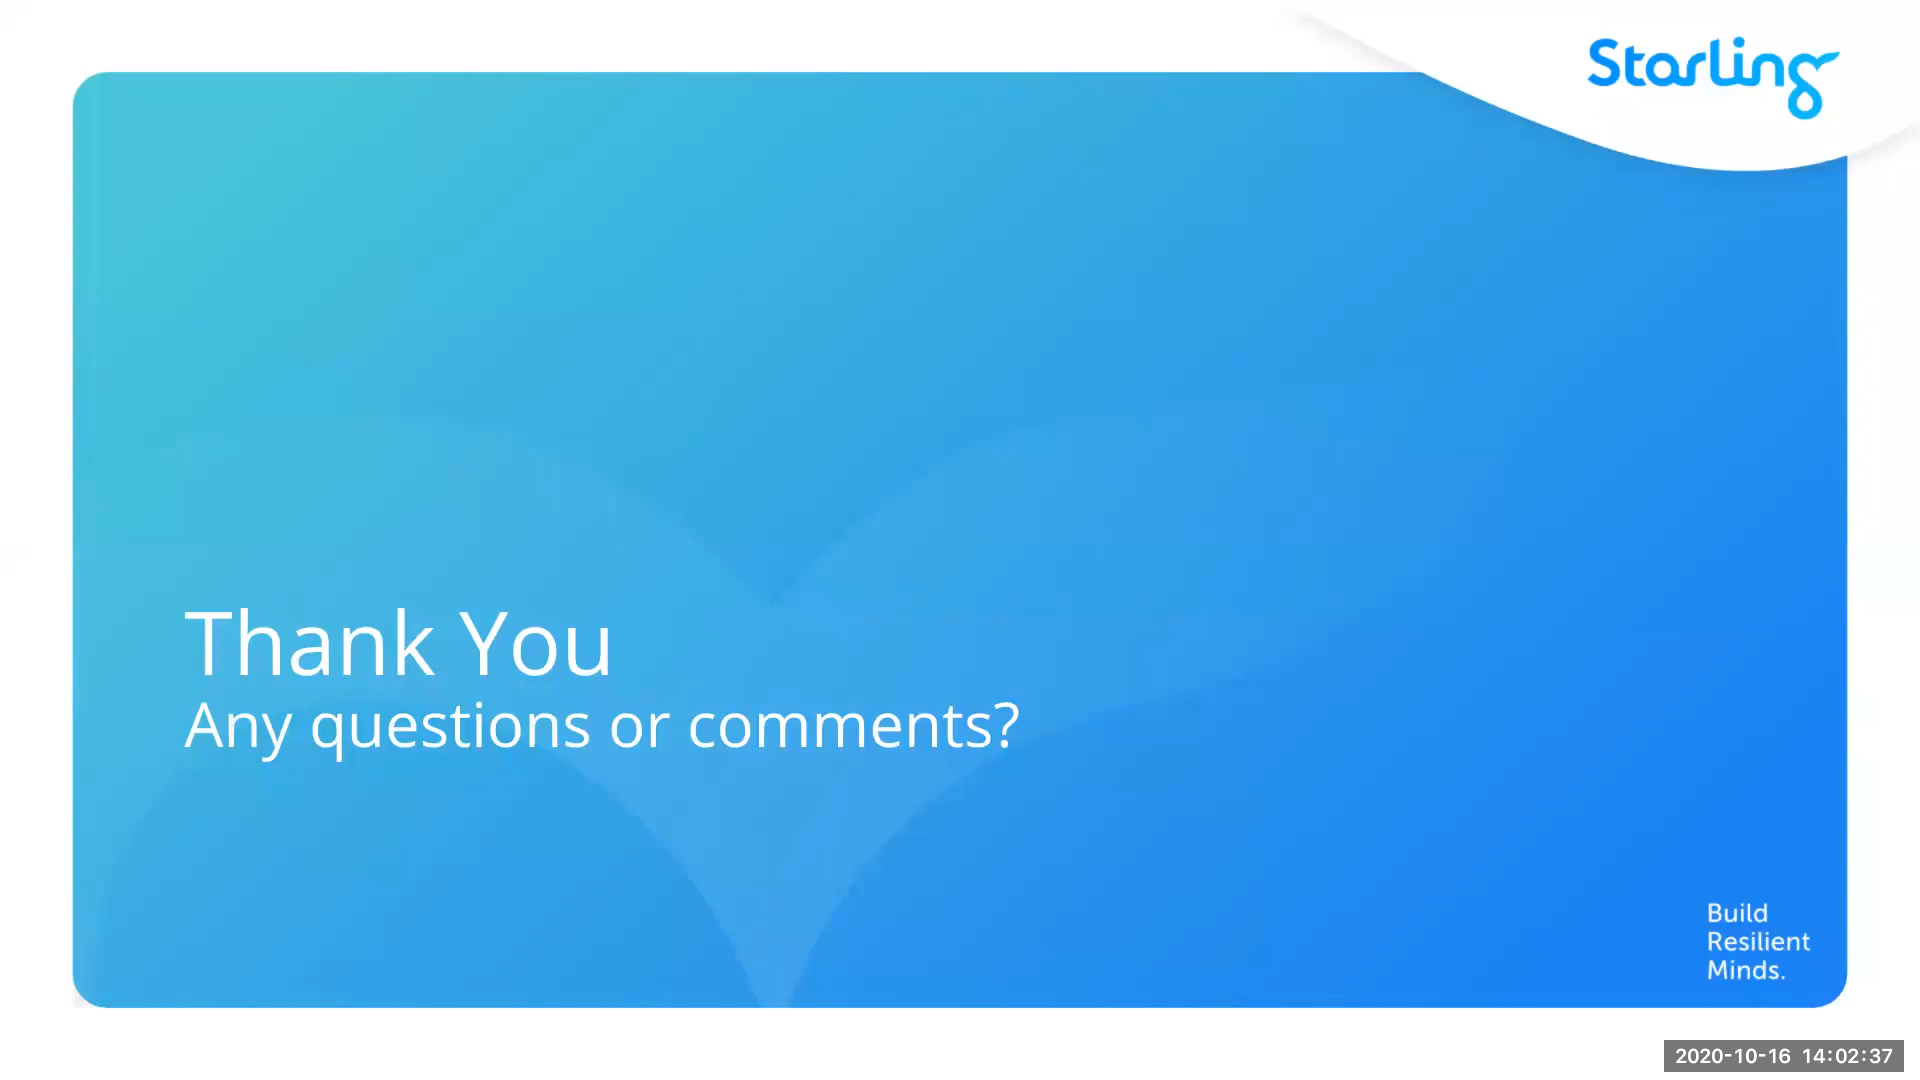 Starling
Thank You
Any questions or comments?
Build
Resilient
Minds.
2020-10-16 14:02:37